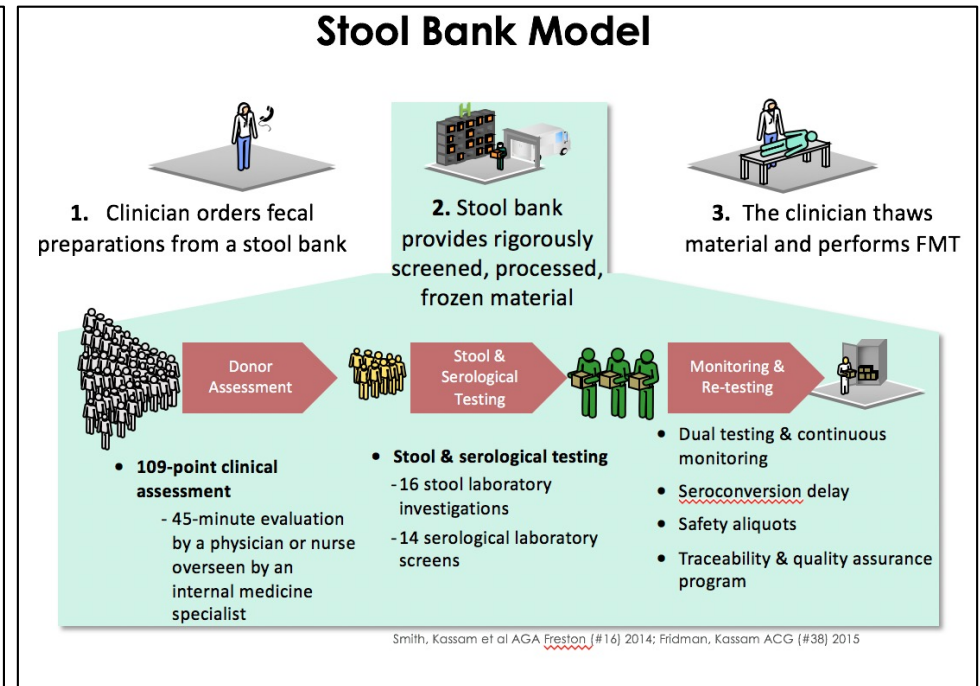 Stool Bank Model
1. Clinician orders fecal
preparations from a stool bank
2. Stool bank
provides rigorously
screened, processed,
frozen material
3. The clinician thaws
material and performs FMT
Donor
Assessment
Stool &
Serological
Testing
Monitoring &
Re-testing
• 109-point clinical
assessment
- 45-minute evaluation
by a physician or nurse
overseen by an
internal medicine
specialist
• Stool & serological testing
- 16 stool laboratory
investigations
- 14 serological laboratory
screens
• Dual testing & continuous
monitoring
• Seroconversion delay
• Safety aliquots
• Traceability & quality assurance
program
Smith, Kassam et al AGA Freston (#16) 2014; Fridman, Kassam ACG (#38) 2015